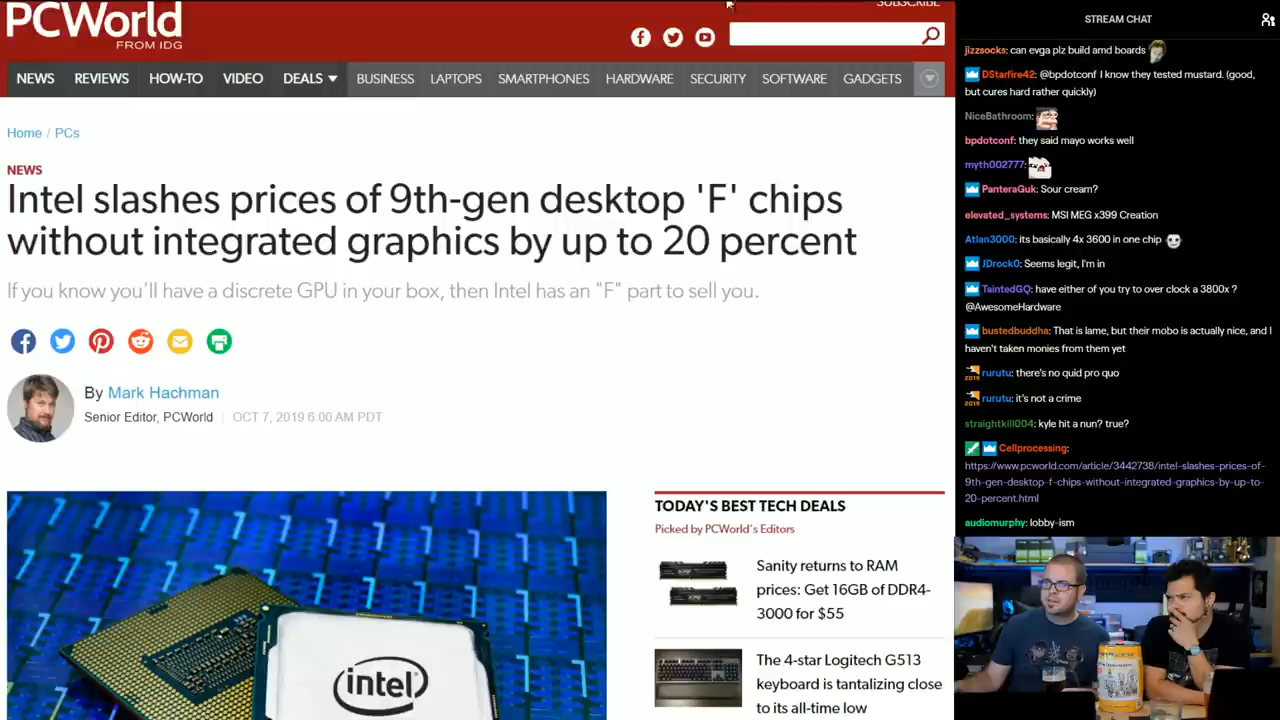 PCWorld
FROM IDG
SUBSCRIBE
NEWS REVIEWS HOW-TO VIDEO DEALS BUSINESS LAPTOPS SMARTPHONES HARDWARE SECURITY SOFTWARE GADGETS
Home / PCs
NEWS
Intel slashes prices of 9th-gen desktop 'F' chips
without integrated graphics by up to 20 percent
If you know you'll have a discrete GPU in your box, then Intel has an "F" part to sell you.
By Mark Hachman
Senior Editor, PCWorld | OCT 7, 2019 6:00 AM PDT
intel
TODAY'S BEST TECH DEALS
Picked by PCWorld's Editors
Sanity returns to RAM
prices: Get 16GB of DDR4-
3000 for $55
The 4-star Logitech G513
keyboard is tantalizing close
to its all-time low
STREAM CHAT
jizzsocks: can evga plz build amd boards
DStarfire42: @bpdotconf I know they tested mustard. (good,
but cures hard rather quickly)
NiceBathroom:
bpdotconf: they said mayo works well
myth002777:
PanteraGuk: Sour cream?
elevated_systems: MSI MEG x399 Creation
Atlan3000: its basically 4x 3600 in one chip
JDrock0: Seems legit, I'm in
TaintedGQ: have either of you try to over clock a 3800x ?
@AwesomeHardware
bustedbuddha: That is lame, but their mobo is actually nice, and I
haven't taken monies from them yet
rurutu: there's no quid pro quo
rurutu: it's not a crime
straightkill004: kyle hit a nun? true?
Cellprocessing:
https://www.pcworld.com/article/3442738/intel-slashes-prices-of-
9th-gen-desktop-f-chips-without-integrated-graphics-by-up-to-
20-percent.html
audiomurphy: lobby-ism